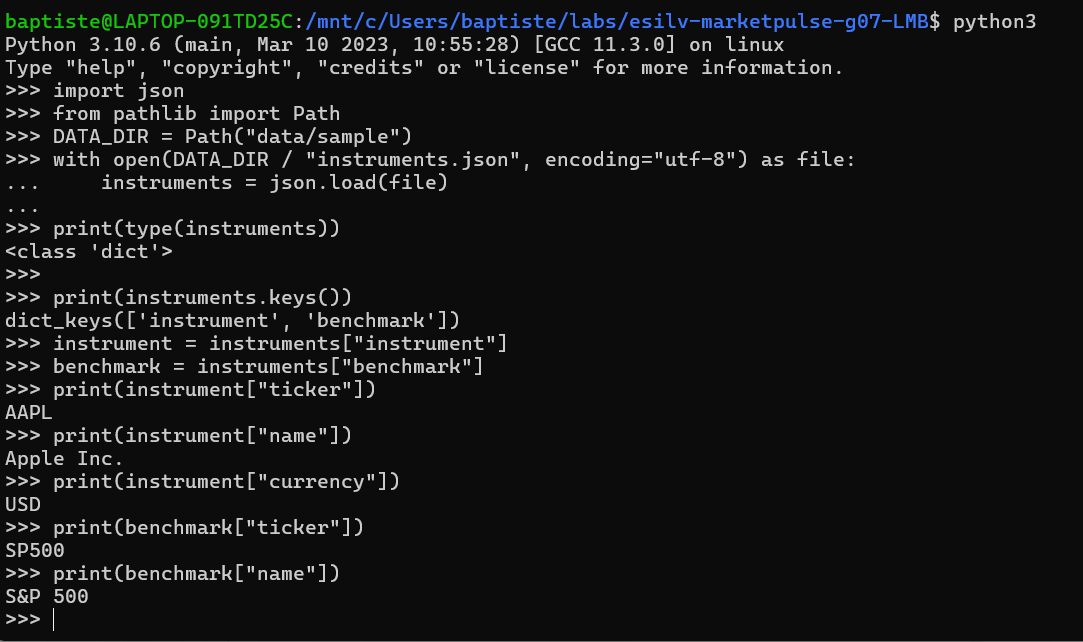 baptiste@LAPTOP-091TD25C:/mnt/c/Users/baptiste/labs/esilv-marketpulse-g07-LMB$ python3
Python 3.10.6 (main, Mar 10 2023, 10:55:28) [GCC 11.3.0] on linux
Type "help", "copyright", "credits" or "license" for more information.
>>> import json
>>> from pathlib import Path
>>> DATA_DIR = Path("data/sample")
>>> with open(DATA_DIR / "instruments.json", encoding="utf-8") as file:
...     instruments = json.load(file)
...
>>> print(type(instruments))
<class 'dict'>
>>>
>>> print(instruments.keys())
dict_keys(['instrument', 'benchmark'])
>>> instrument = instruments["instrument"]
>>> benchmark = instruments["benchmark"]
>>> print(instrument["ticker"])
AAPL
>>> print(instrument["name"])
Apple Inc.
>>> print(instrument["currency"])
USD
>>> print(benchmark["ticker"])
SP500
>>> print(benchmark["name"])
S&P 500
>>>